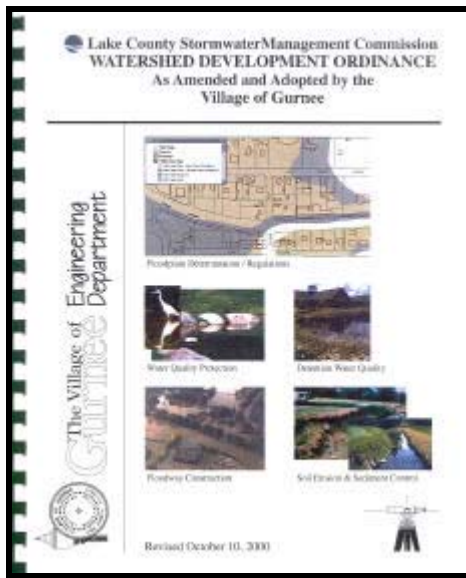 Lake County StormwaterManagement Commission
WATERSHED DEVELOPMENT ORDINANCE
As Amended and Adopted by the
Village of Gurnee
The Village of
Gurnee
Engineering
Department
Floodplain Determinations / Regulations
Water Quality Protection
Detention Water Quality
Floodway Construction
Soil Erosion & Sediment Control
Revised October 10, 2000